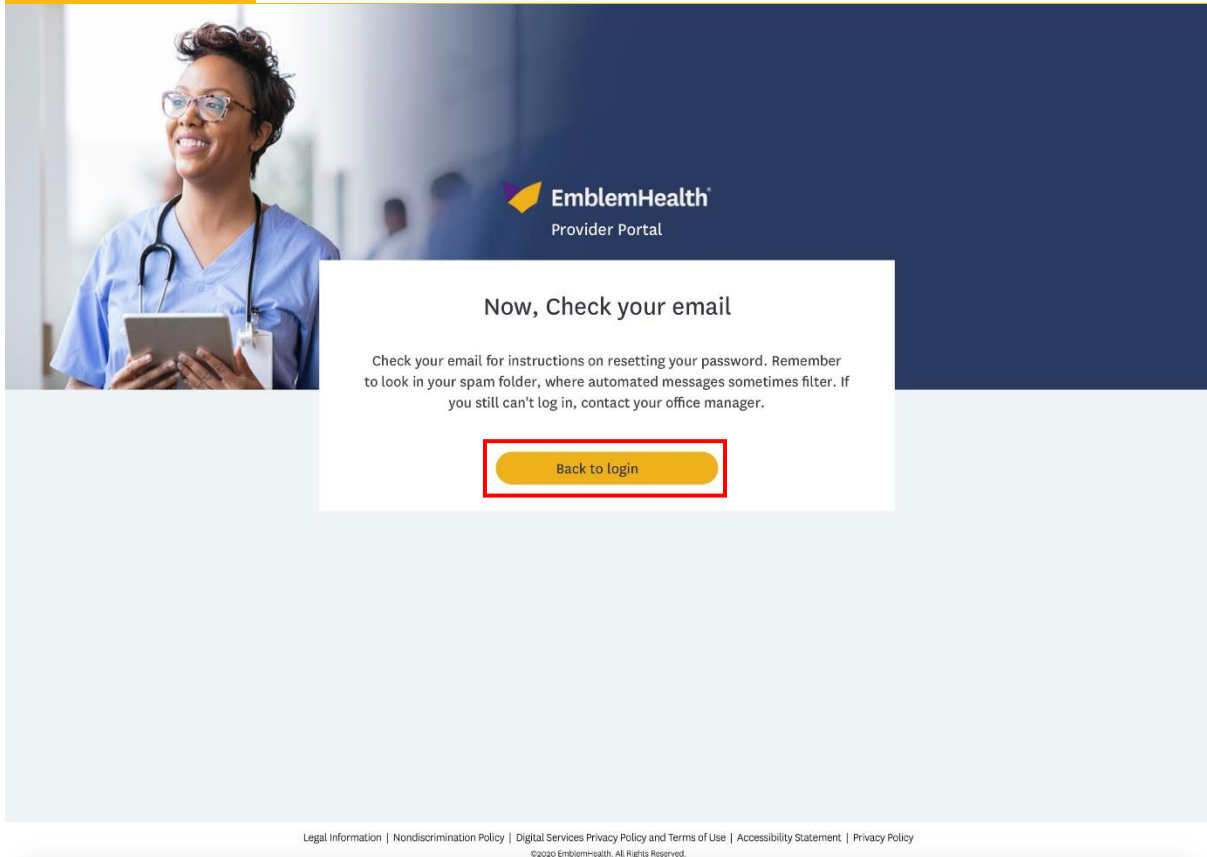 EmblemHealth®
Provider Portal
Now, Check your email
Check your email for instructions on resetting your password. Remember
to look in your spam folder, where automated messages sometimes filter. If
you still can't log in, contact your office manager.
Back to login
Legal Information | Nondiscrimination Policy | Digital Services Privacy Policy and Terms of Use | Accessibility Statement | Privacy Policy
©2020 EmblemHealth. All Rights Reserved.